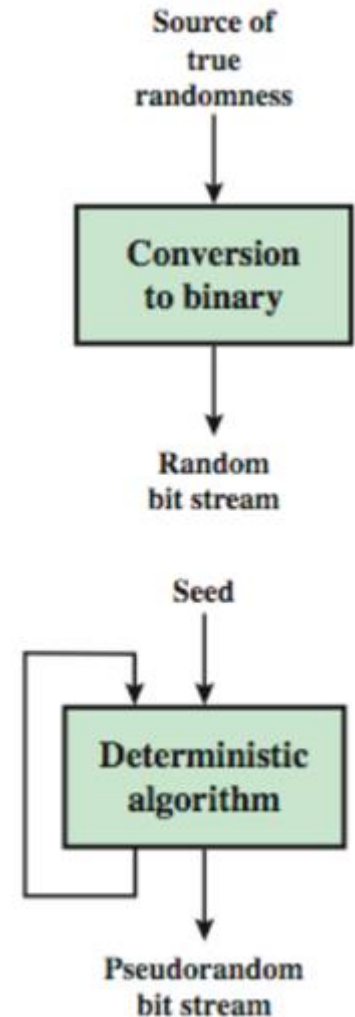 Source of
true
randomness
Conversion
to binary
Random
bit stream
Seed
Deterministic
algorithm
Pseudorandom
bit stream